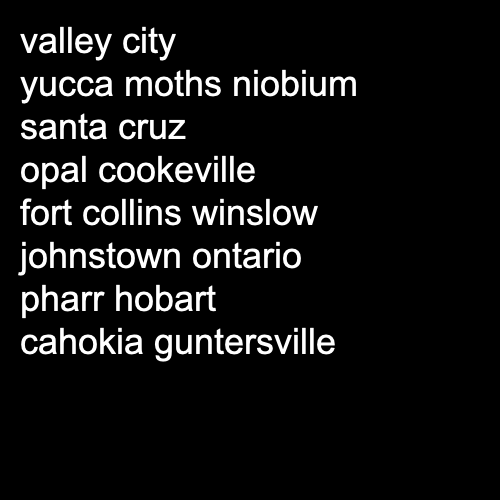 valley city
yucca moths niobium
santa cruz
opal cookeville
fort collins winslow
johnstown ontario
pharr hobart
cahokia guntersville